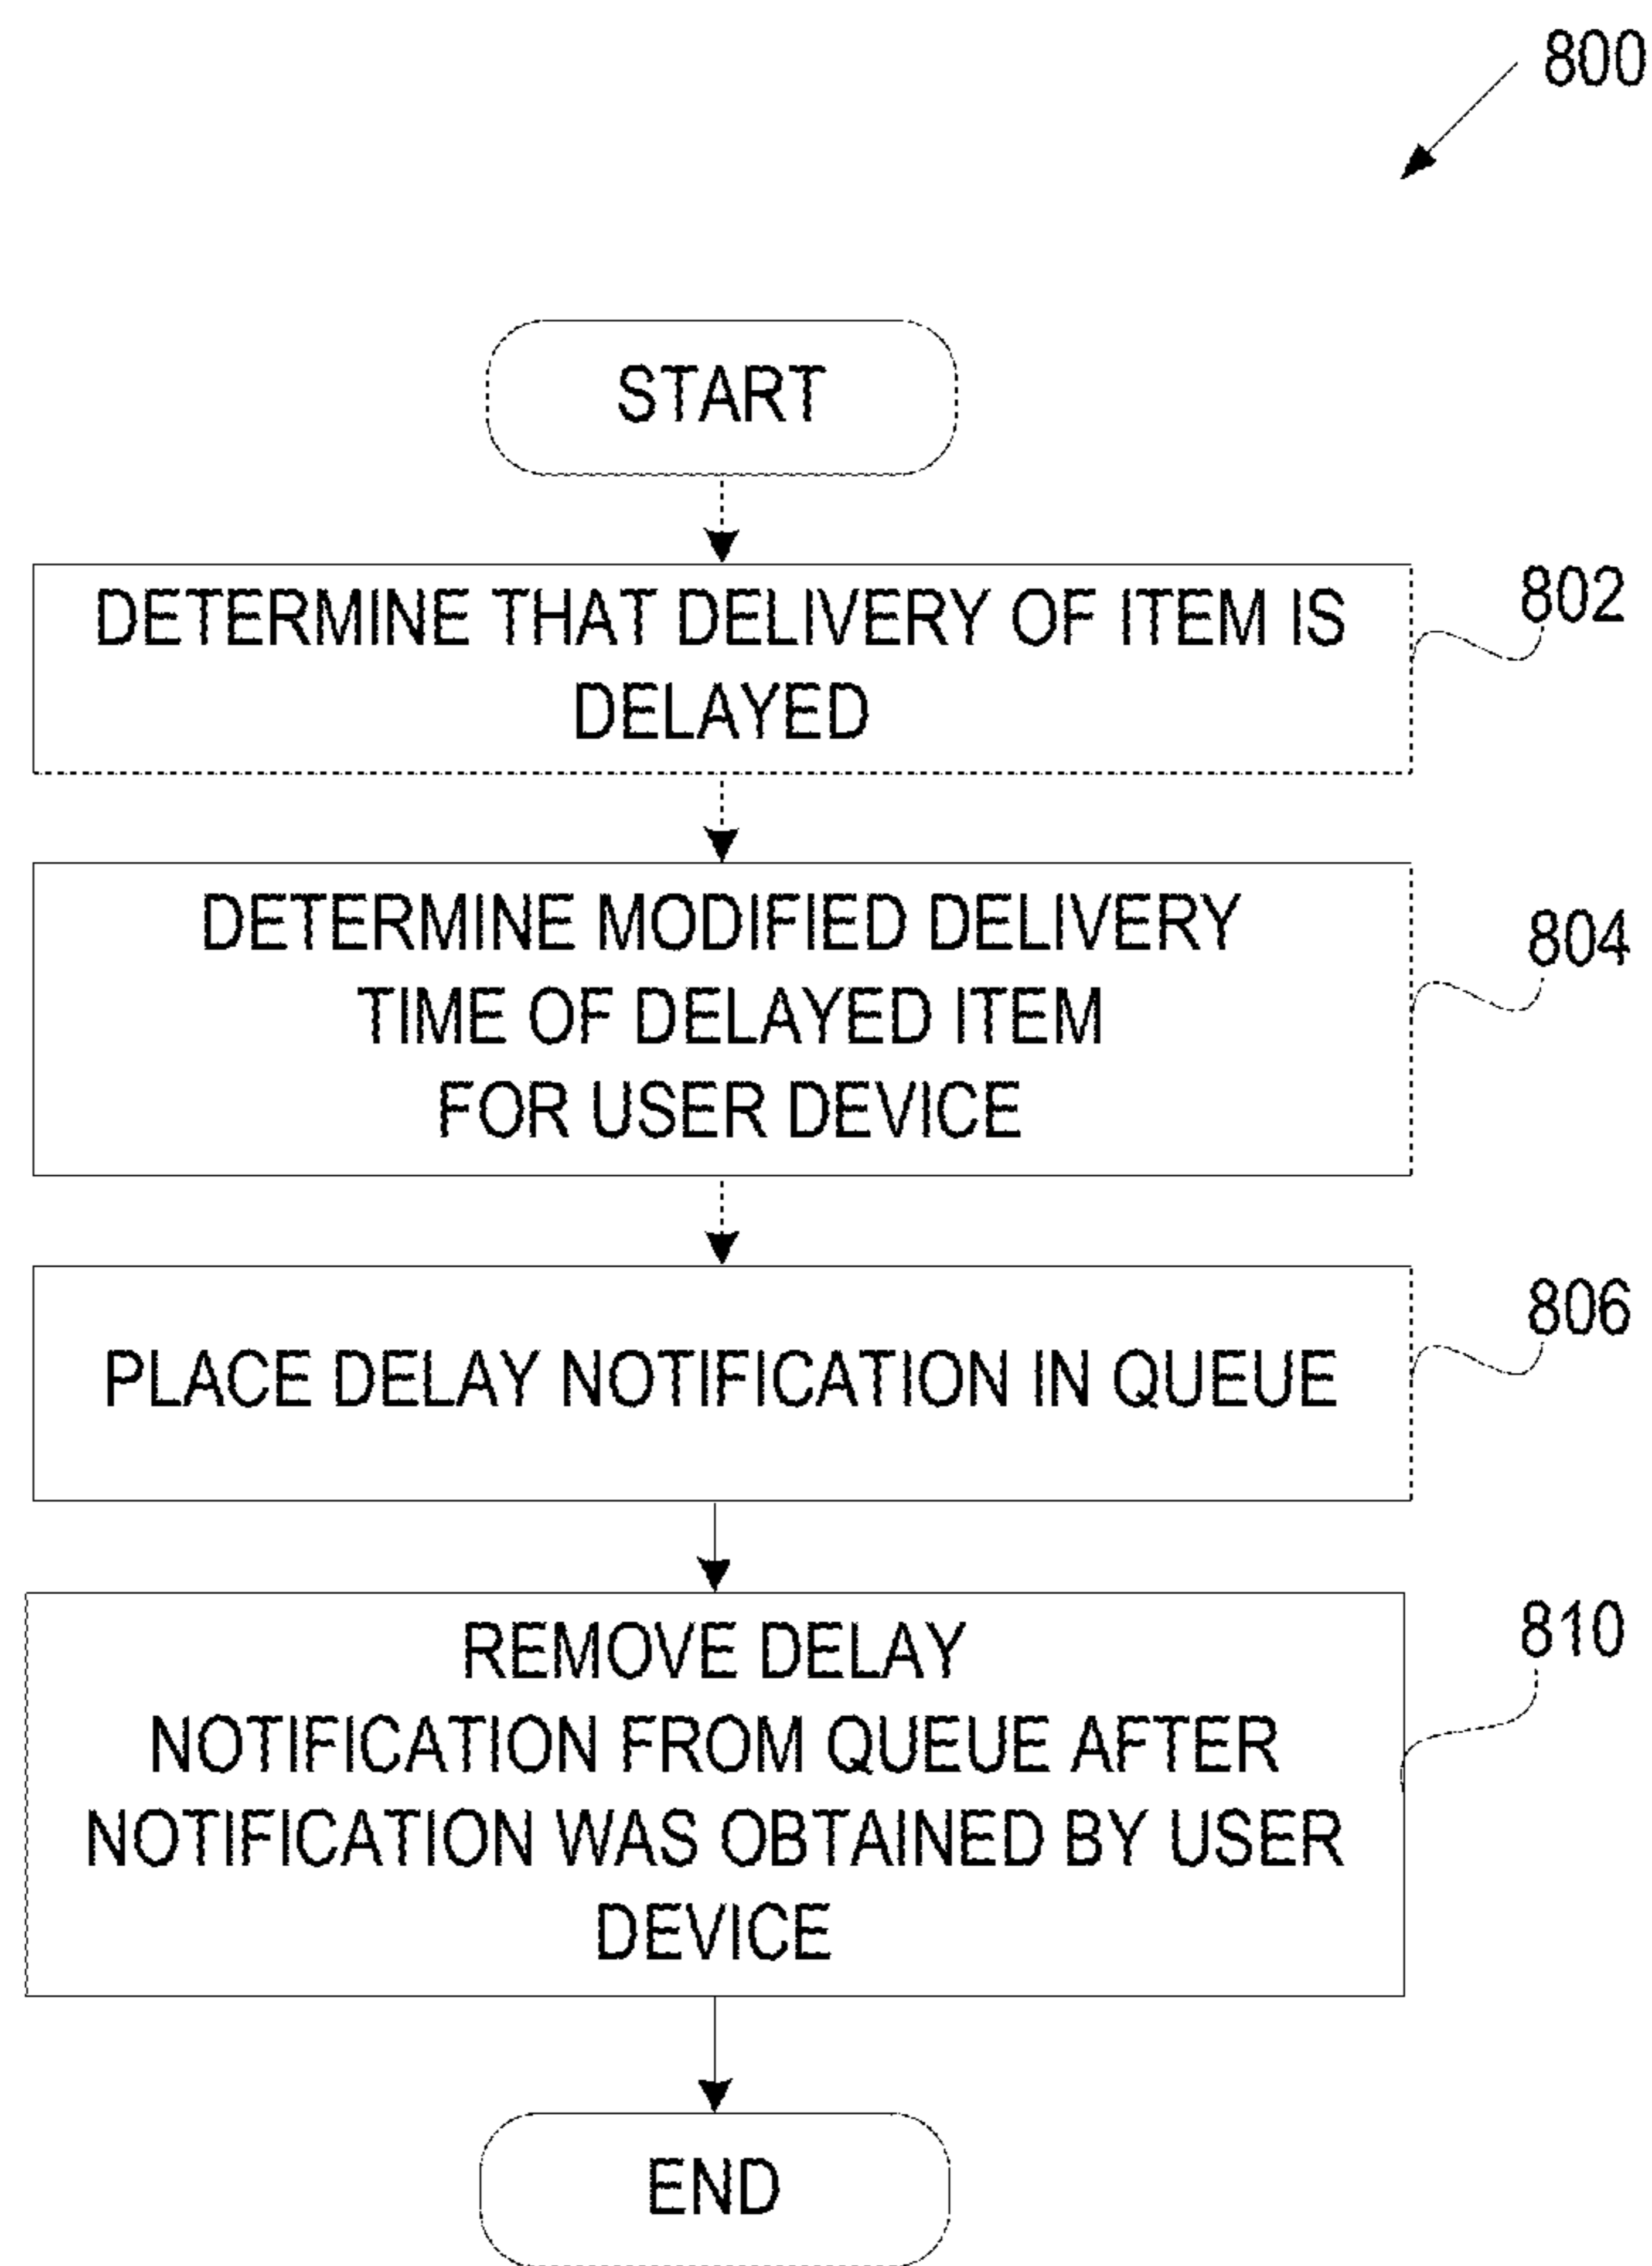 800
START
DETERMINE THAT DELIVERY OF ITEM IS
DELAYED
802
DETERMINE MODIFIED DELIVERY
TIME OF DELAYED ITEM
FOR USER DEVICE
804
PLACE DELAY NOTIFICATION IN QUEUE
806
REMOVE DELAY
NOTIFICATION FROM QUEUE AFTER
NOTIFICATION WAS OBTAINED BY USER
DEVICE
810
END